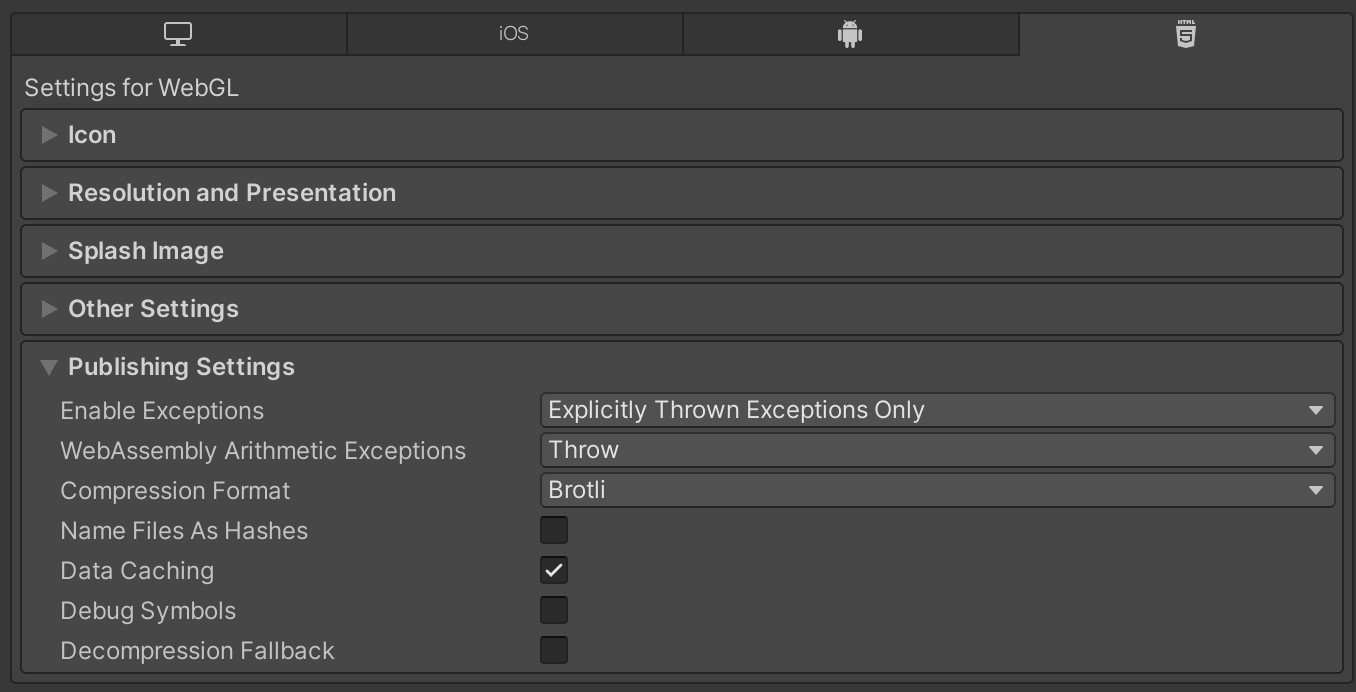 iOS
HTML
5
Settings for WebGL
Icon
Resolution and Presentation
Splash Image
Other Settings
Publishing Settings
Enable Exceptions Explicitly Thrown Exceptions Only
WebAssembly Arithmetic Exceptions Throw
Compression Format Brotli
Name Files As Hashes
Data Caching
Debug Symbols
Decompression Fallback